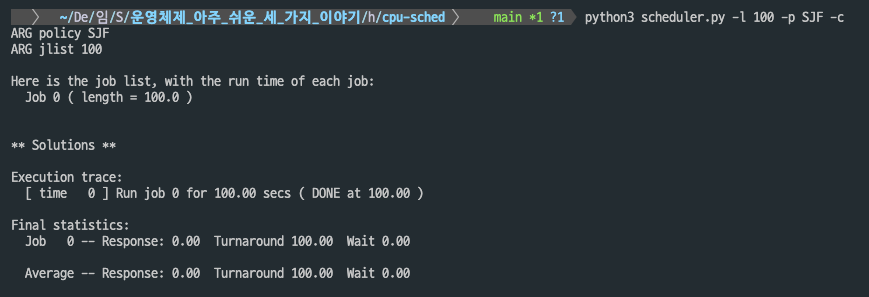 ~/De/임/S/운영체제_아주_쉬운_세_가지_이야기/h/cpu-sched main *1 ?1 python3 scheduler.py -l 100 -p SJF -c
ARG policy SJF
ARG jlist 100
Here is the job list, with the run time of each job:
Job 0 ( length = 100.0 )
** Solutions **
Execution trace:
[ time 0 ] Run job 0 for 100.00 secs ( DONE at 100.00 )
Final statistics:
Job 0 -- Response: 0.00 Turnaround 100.00 Wait 0.00
Average -- Response: 0.00 Turnaround 100.00 Wait 0.00